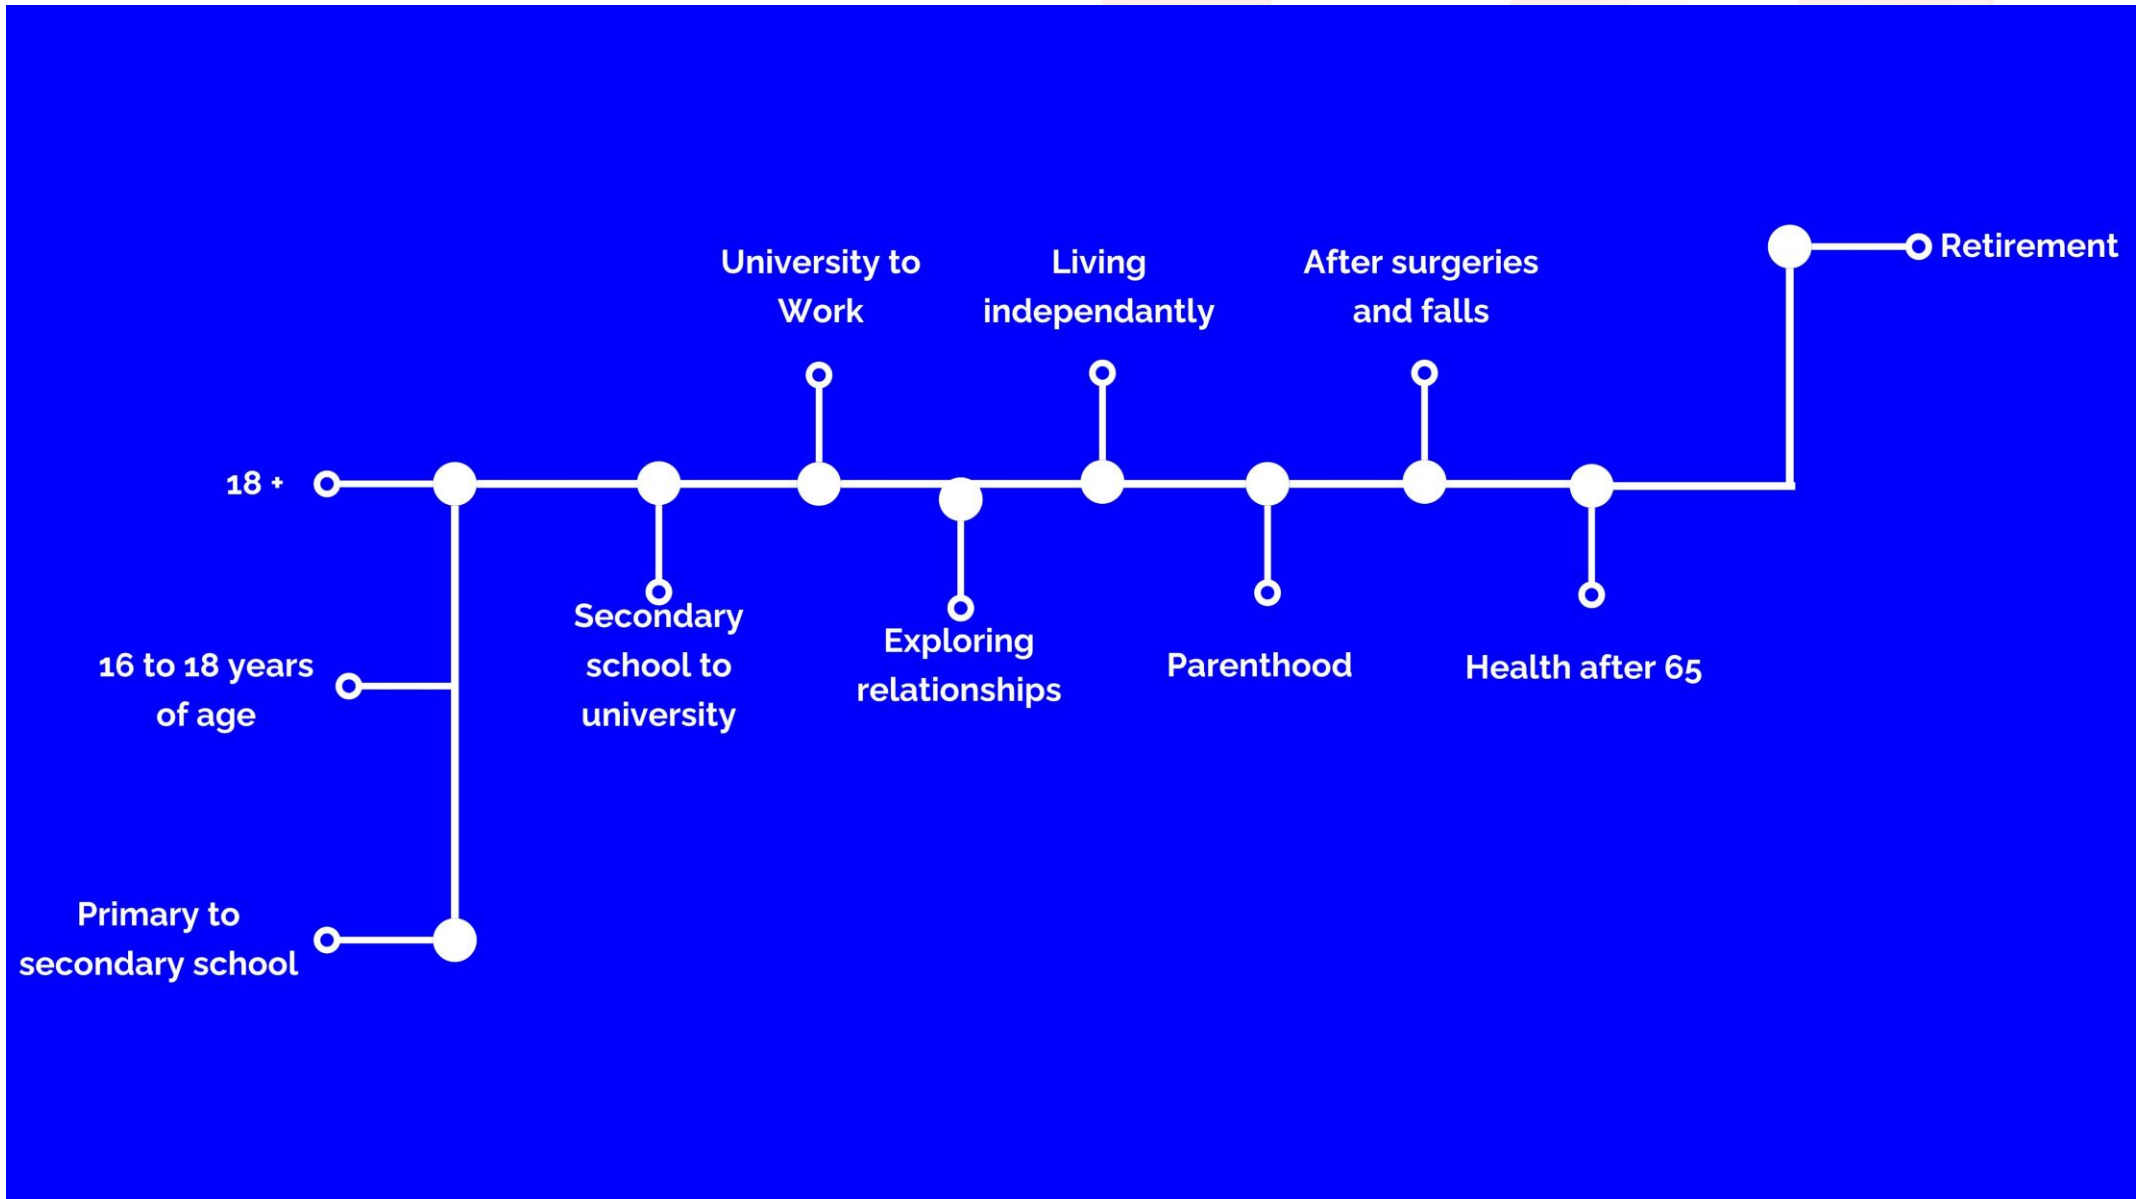 University to
Work
Living
independantly
After surgeries
and falls
Retirement
18 +
Secondary
school to
university
Exploring
relationships
Parenthood
Health after 65
16 to 18 years
of age
Primary to
secondary school